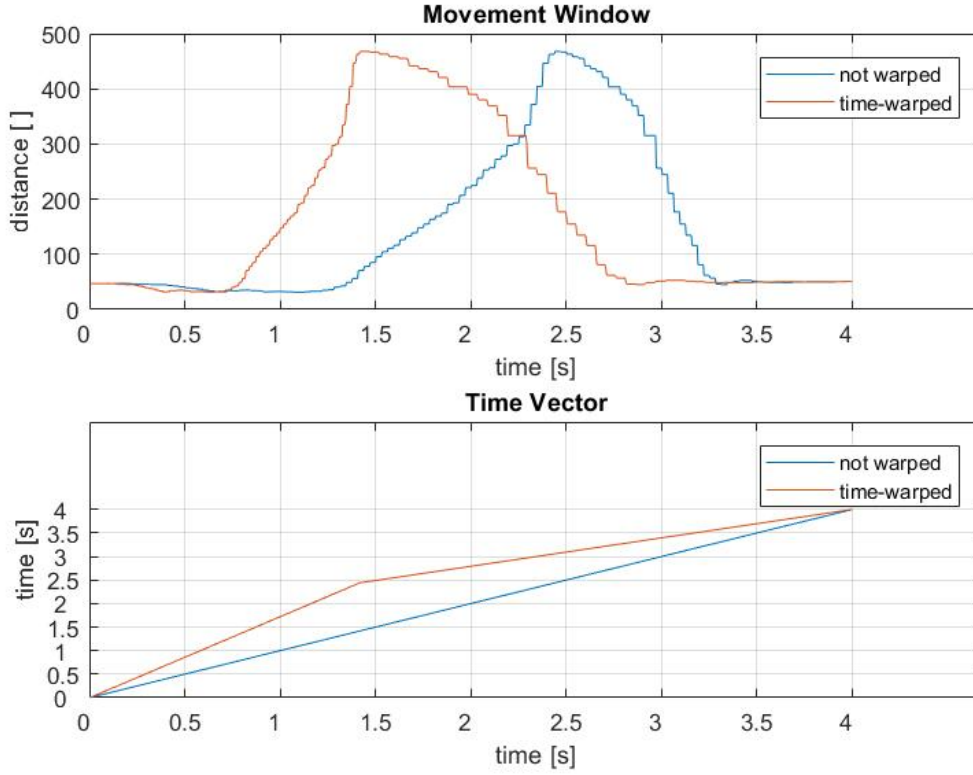 Movement Window
500
400
300
200
100
0
distance [ ]
not warped
time-warped
0 0.5 1 1.5 2 2.5 3 3.5 4
time [s]
Time Vector
4
3.5
3
2.5
2
1.5
1
0.5
0
time [s]
not warped
time-warped
0 0.5 1 1.5 2 2.5 3 3.5 4
time [s]